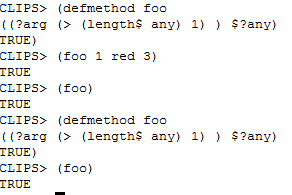 CLIPS> (defmethod foo
((?arg (> (length$ any) 1) ) $?any)
TRUE)
CLIPS> (foo 1 red 3)
TRUE
CLIPS> (foo)
TRUE
CLIPS> (defmethod foo
((?arg (> (length$ any) 1) ) $?any)
TRUE)
CLIPS> (foo)
TRUE